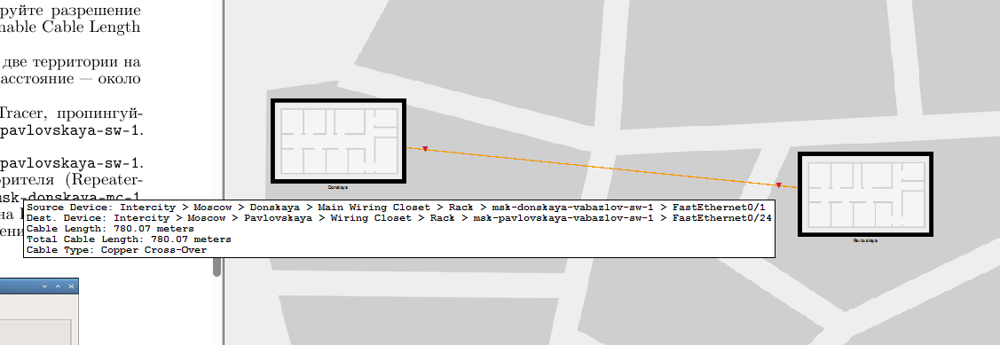 руйте разрешение
nable Cable Length
две территории на
асстояние — около
Tracer, пропингуй-
pavlovskaya-sw-1.
pavlovskaya-sw-1.
рителя (Repeater-
msk-donskaya-mc-1
на
ени
Donskaya
Pavlovskaya
Source Device: Intercity > Moscow > Donskaya > Main Wiring Closet > Rack > msk-donskaya-vabazlov-sw-1 > FastEthernet0/1
Dest. Device: Intercity > Moscow > Pavlovskaya > Wiring Closet > Rack > msk-pavlovskaya-vabazlov-sw-1 > FastEthernet0/24
Cable Length: 780.07 meters
Total Cable Length: 780.07 meters
Cable Type: Copper Cross-Over